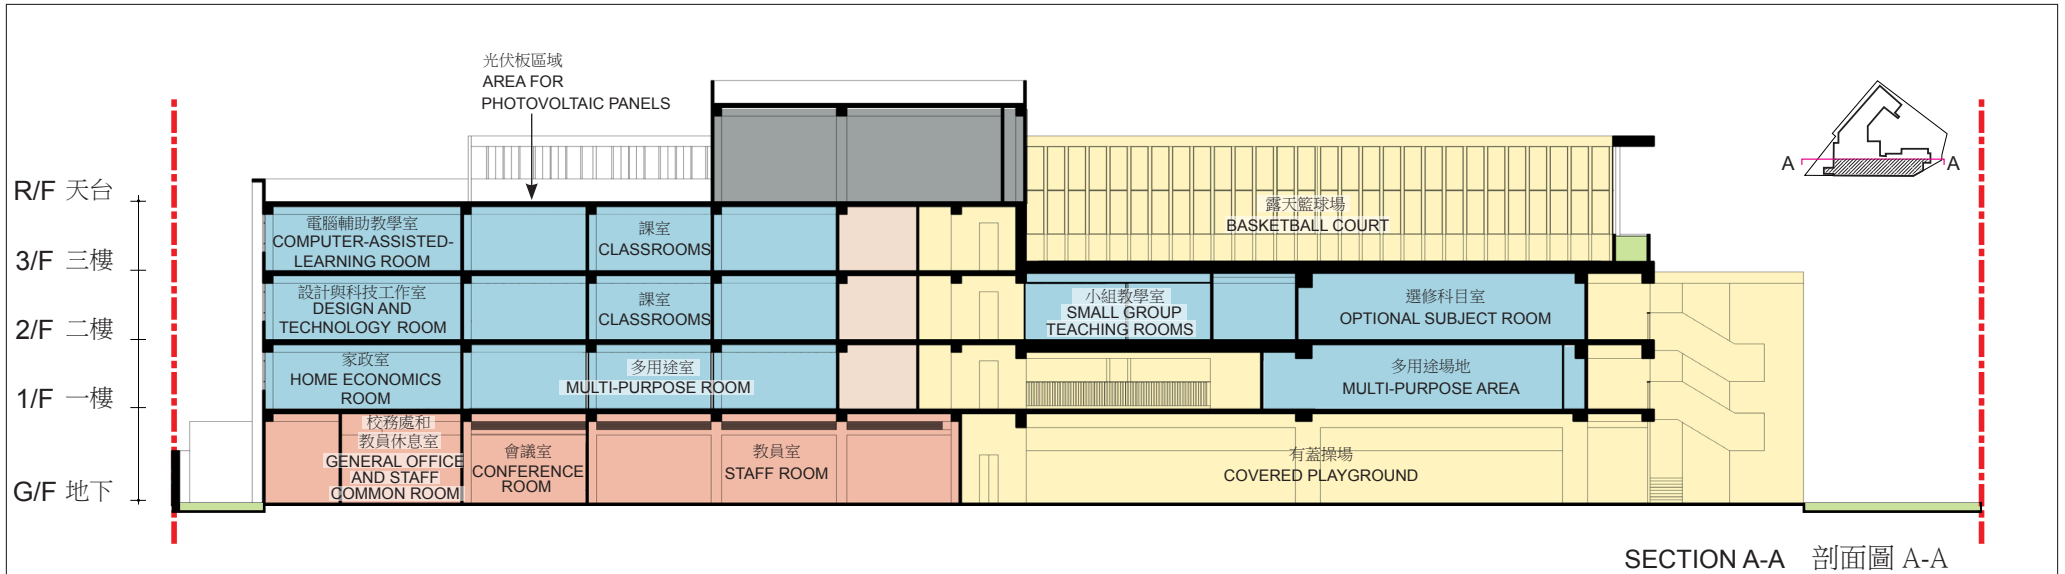 光伏板區域
AREA FOR
PHOTOVOLTAIC PANELS
A
A
R/F 天台
3/F 三樓
2/F 二樓
1/F 一樓
G/F 地下
電腦輔助教學室
COMPUTER-ASSISTED-
LEARNING ROOM
課室
CLASSROOMS
露天籃球場
BASKETBALL COURT
設計與科技工作室
DESIGN AND
TECHNOLOGY ROOM
課室
CLASSROOMS
小組教學室
SMALL GROUP
TEACHING ROOMS
選修科目室
OPTIONAL SUBJECT ROOM
家政室
HOME ECONOMICS
ROOM
多用途室
MULTI-PURPOSE ROOM
多用途場地
MULTI-PURPOSE AREA
校務處和
教員休息室
GENERAL OFFICE
AND STAFF
COMMON ROOM
會議室
CONFERENCE
ROOM
教員室
STAFF ROOM
有蓋操場
COVERED PLAYGROUND
SECTION A-A 剖面圖 A-A